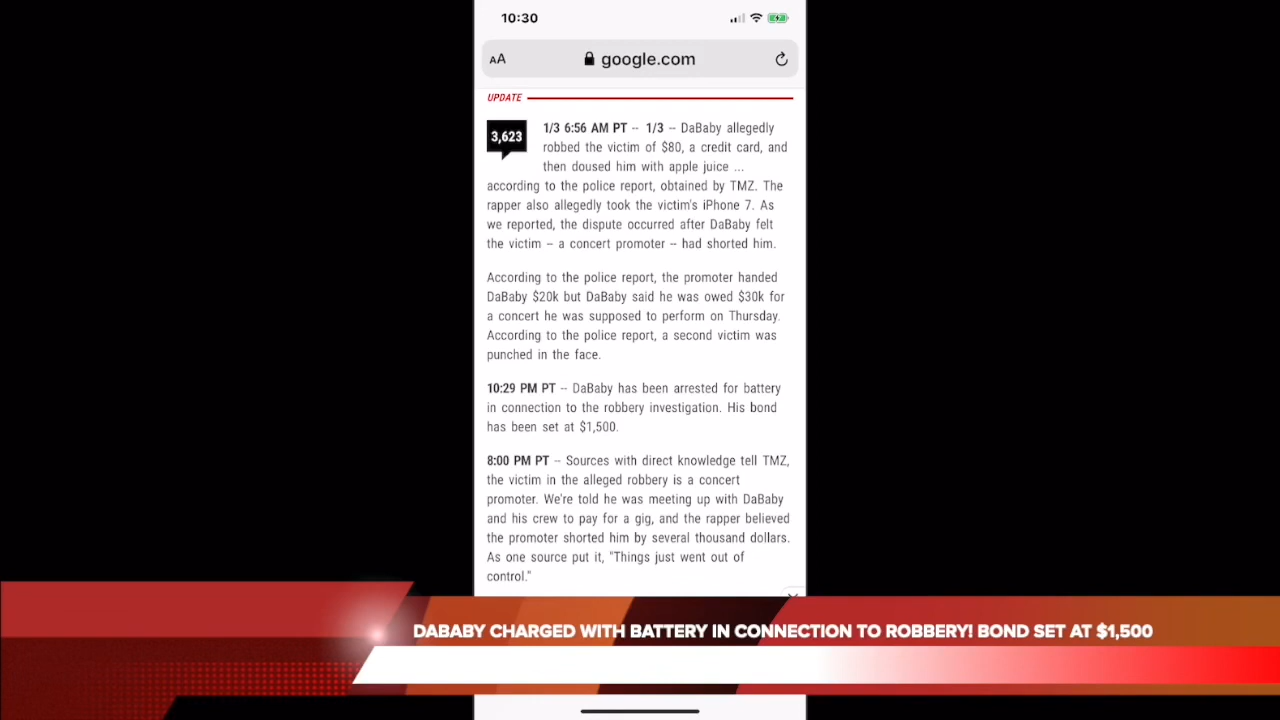 10:30
AA google.com
UPDATE
3,623
1/3 6:56 AM PT -- 1/3 -- DaBaby allegedly
robbed the victim of $80, a credit card, and
then doused him with apple juice ...
according to the police report, obtained by TMZ. The
rapper also allegedly took the victim's iPhone 7. As
we reported, the dispute occurred after DaBaby felt
the victim -- a concert promoter -- had shorted him.
According to the police report, the promoter handed
DaBaby $20k but DaBaby said he was owed $30k for
a concert he was supposed to perform on Thursday.
According to the police report, a second victim was
punched in the face.
10:29 PM PT -- DaBaby has been arrested for battery
in connection to the robbery investigation. His bond
has been set at $1,500.
8:00 PM PT -- Sources with direct knowledge tell TMZ,
the victim in the alleged robbery is a concert
promoter. We're told he was meeting up with DaBaby
and his crew to pay for a gig, and the rapper believed
the promoter shorted him by several thousand dollars.
As one source put it, "Things just went out of
control."
DABABY CHARGED WITH BATTERY IN CONNECTION TO ROBBERY! BOND SET AT $1,500